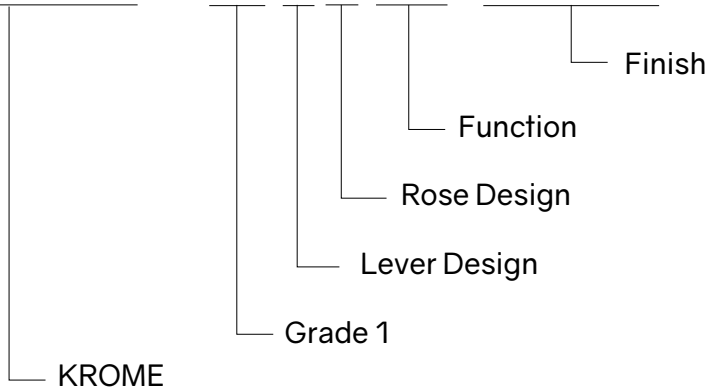 Finish
Function
Rose Design
Lever Design
Grade 1
KROME